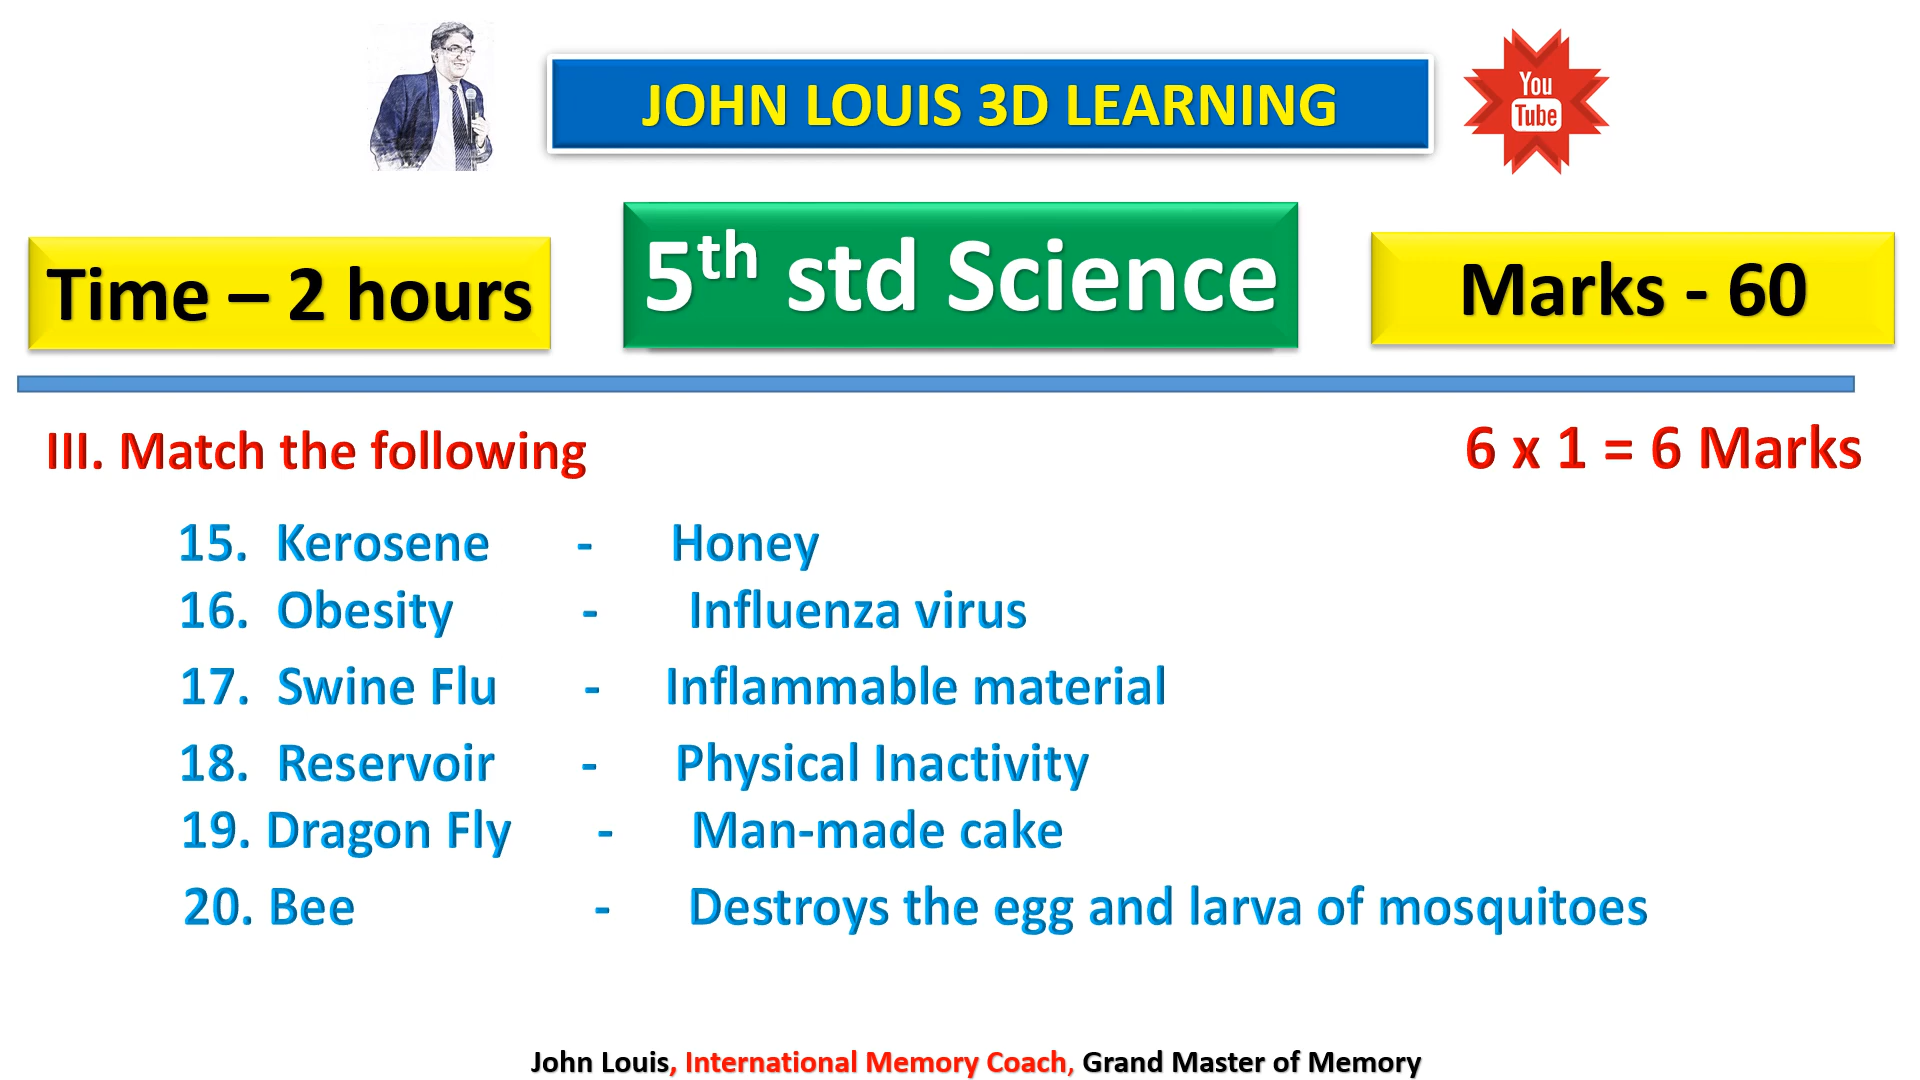 JOHN LOUIS 3D LEARNING
You
Tube
Time – 2 hours
5th std Science
Marks - 60
III. Match the following 6 x 1 = 6 Marks
15. Kerosene - Honey
16. Obesity - Influenza virus
17. Swine Flu - Inflammable material
18. Reservoir - Physical Inactivity
19. Dragon Fly - Man-made cake
20. Bee - Destroys the egg and larva of mosquitoes
John Louis, International Memory Coach, Grand Master of Memory